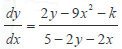 dy/dx = (2y-9x²-k)/(5-2y-2x)